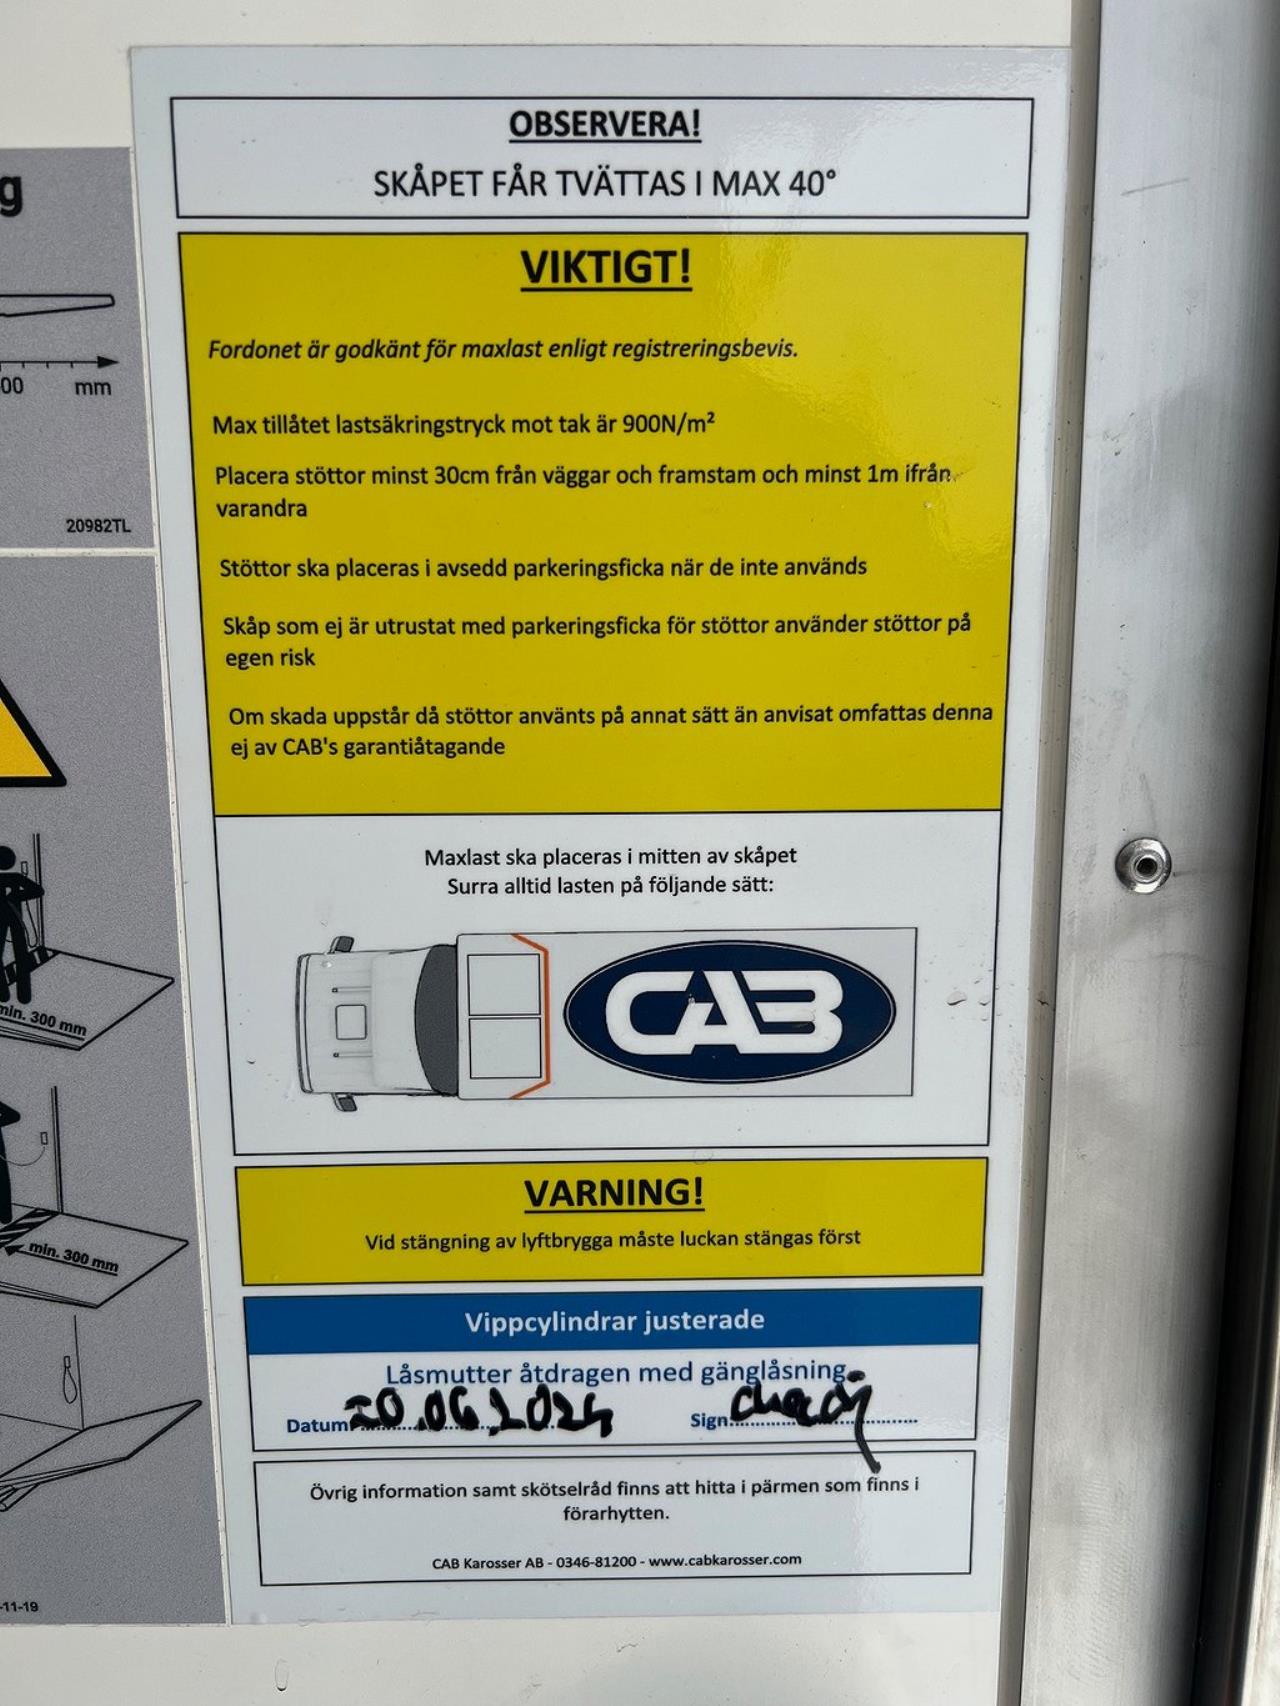 g
00 mm
20982TL
min. 300 mm
min. 300 mm
-11-19
OBSERVERA!
SKÅPET FÅR TVÄTTAS I MAX 40°
VIKTIGT!
Fordonet är godkänt för maxlast enligt registreringsbevis.
Max tillåtet lastsäkringstryck mot tak är 900N/m²
Placera stöttor minst 30cm från väggar och framstam och minst 1m ifrån
varandra
Stöttor ska placeras i avsedd parkeringsficka när de inte används
Skåp som ej är utrustat med parkeringsficka för stöttor använder stöttor på
egen risk
Om skada uppstår då stöttor använts på annat sätt än anvisat omfattas denna
ej av CAB's garantiåtagande
Maxlast ska placeras i mitten av skåpet
Surra alltid lasten på följande sätt:
CAB
VARNING!
Vid stängning av lyftbrygga måste luckan stängas först
Vippcylindrar justerade
Låsmutter åtdragen med gänglåsning.
Datum 20.06.2024 Sign.
Övrig information samt skötselråd finns att hitta i pärmen som finns i
förarhytten.
CAB Karosser AB - 0346-81200 - www.cabkarosser.com